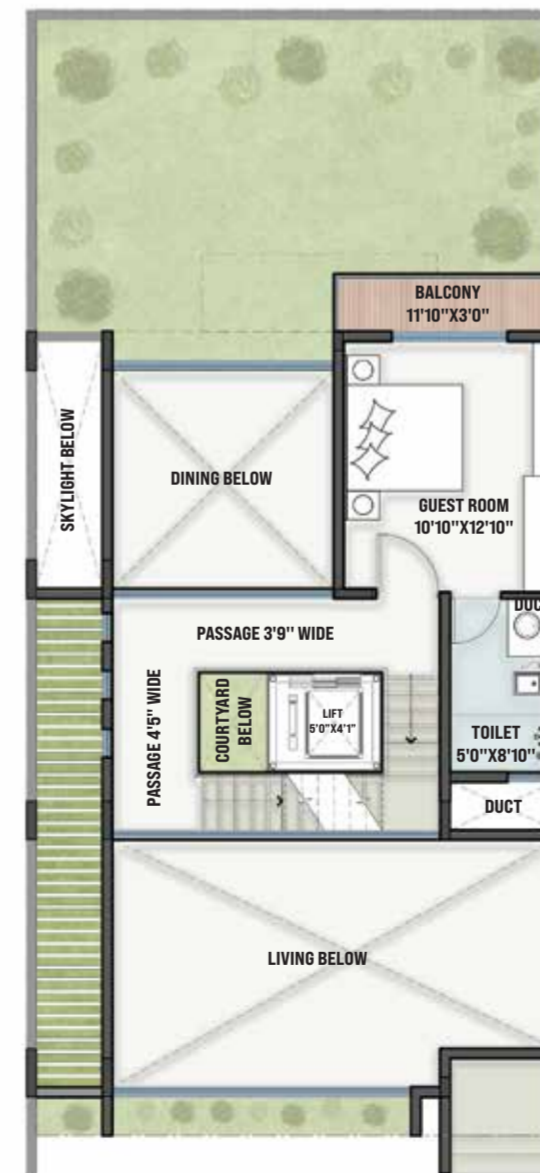 BALCONY
11'10"X3'0"
SKYLIGHT BELOW
DINING BELOW
GUEST ROOM
10'10"X12'10"
PASSAGE 3'9" WIDE
PASSAGE 4'5" WIDE
COURTYARD
BELOW
LIFT
5'0"X4'1"
DUC
TOILET
5'0"X8'10"
DUCT
LIVING BELOW